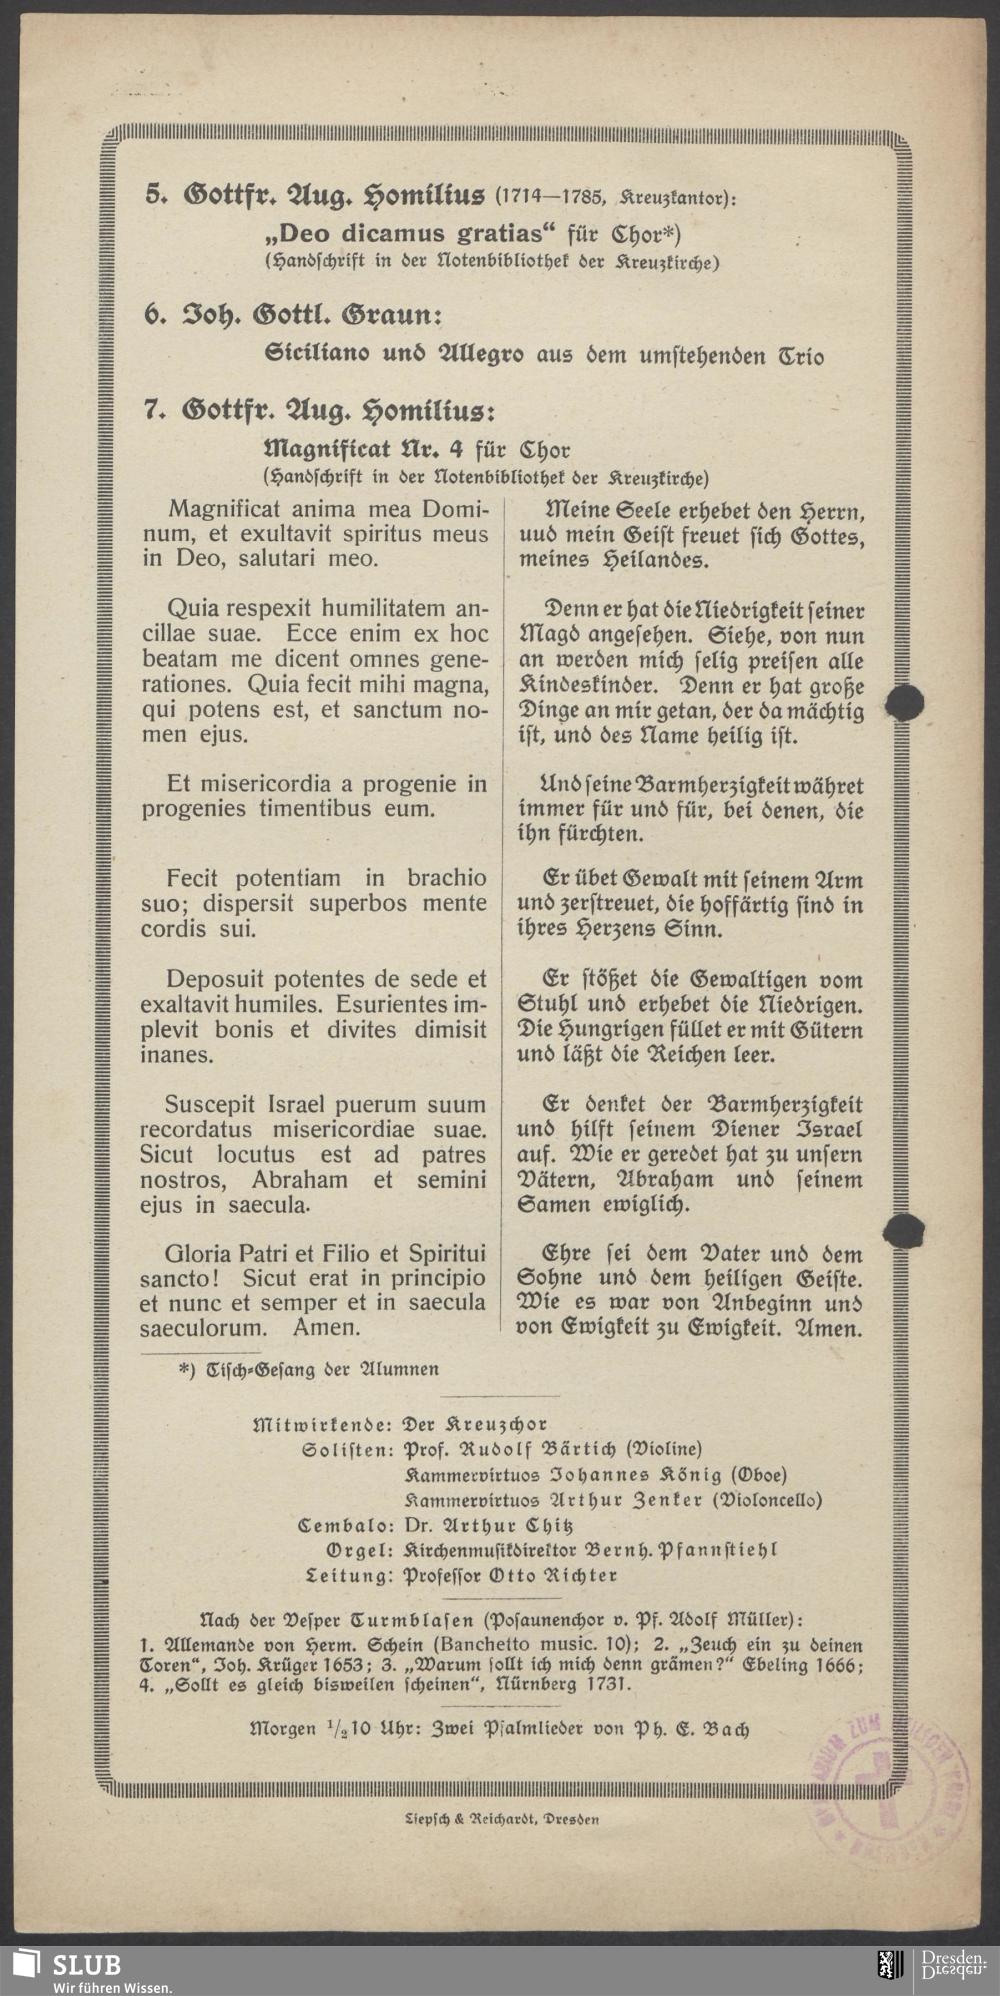 5. Gottfr. Aug. Homilius (1714—1785, Kreuzkantor):
„Deo dicamus gratias“ für Chor*)
(Handschrift in der Notenbibliothek der Kreuzkirche)
6. Joh. Gottl. Graun:
Siciliano und Allegro aus dem umstehenden Trio
7. Gottfr. Aug. Homilius:
Magnificat Nr. 4 für Chor
(Handschrift in der Notenbibliothek der Kreuzkirche)
Magnificat anima mea Domi-
num, et exultavit spiritus meus
in Deo, salutari meo.
Quia respexit humilitatem an-
cillae suae. Ecce enim ex hoc
beatam me dicent omnes gene-
rationes. Quia fecit mihi magna,
qui potens est, et sanctum no-
men ejus.
Et misericordia a progenie in
progenies timentibus eum.
Fecit potentiam in brachio
suo; dispersit superbos mente
cordis sui.
Deposuit potentes de sede et
exaltavit humiles. Esurientes im-
plevit bonis et divites dimisit
inanes.
Suscepit Israel puerum suum
recordatus misericordiae suae.
Sicut locutus est ad patres
nostros, Abraham et semini
ejus in saecula.
Gloria Patri et Filio et Spiritui
sancto! Sicut erat in principio
et nunc et semper et in saecula
saeculorum. Amen.
Meine Seele erhebet den Herrn,
uud mein Geist freuet sich Gottes,
meines Heilandes.
Denn er hat die Niedrigkeit seiner
Magd angesehen. Siehe, von nun
an werden mich selig preisen alle
Kindeskinder. Denn er hat große
Dinge an mir getan, der da mächtig
ist, und des Name heilig ist.
Und seine Barmherzigkeit währet
immer für und für, bei denen, die
ihn fürchten.
Er übet Gewalt mit seinem Arm
und zerstreuet, die hoffärtig sind in
ihres Herzens Sinn.
Er stößet die Gewaltigen vom
Stuhl und erhebet die Niedrigen.
Die Hungrigen füllet er mit Gütern
und läßt die Reichen leer.
Er denket der Barmherzigkeit
und hilft seinem Diener Israel
auf. Wie er geredet hat zu unsern
Vätern, Abraham und seinem
Samen ewiglich.
Ehre sei dem Vater und dem
Sohne und dem heiligen Geiste.
Wie es war von Anbeginn und
von Ewigkeit zu Ewigkeit. Amen.
*) Tisch-Gesang der Alumnen
Mitwirkende: Der Kreuzchor
Solisten: Prof. Rudolf Bärtich (Violine)
Kammervirtuos Johannes König (Oboe)
Kammervirtuos Arthur Zenker (Violoncello)
Cembalo: Dr. Arthur Chitz
Orgel: Kirchenmusikdirektor Bernh. Pfannstiehl
Leitung: Professor Otto Richter
Nach der Vesper Turmblasen (Posaunenchor v. Pf. Adolf Müller):
1. Allemande von Herm. Schein (Banchetto music. 10); 2. „Zeuch ein zu deinen
Toren“, Joh. Krüger 1653; 3. „Warum sollt ich mich denn grämen?“ Ebeling 1666;
4. „Sollt es gleich bisweilen scheinen“, Nürnberg 1731.
Morgen 1/2 10 Uhr: Zwei Psalmlieder von Ph. E. Bach
Liepsch & Reichardt, Dresden
SLUB
Wir führen Wissen.
Dresden.
Dresden.